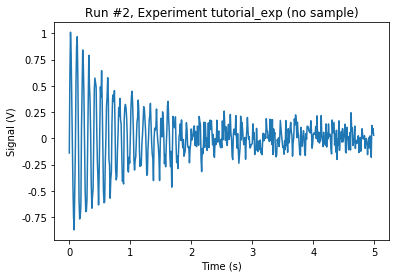 Run #2, Experiment tutorial_exp (no sample)
1
0.75
0.5
0.25
0
-0.25
-0.5
-0.75
Signal (V)
0 1 2 3 4 5
Time (s)